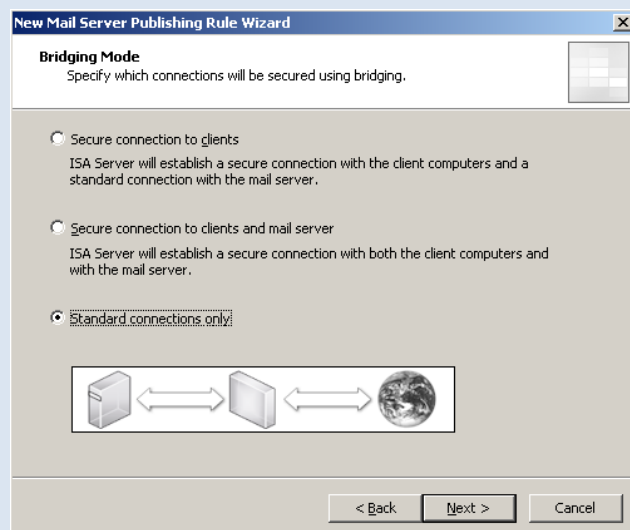 New Mail Server Publishing Rule Wizard
Bridging Mode
Specify which connections will be secured using bridging.
Secure connection to clients
ISA Server will establish a secure connection with the client computers and a
standard connection with the mail server.
Secure connection to clients and mail server
ISA Server will establish a secure connection with both the client computers and
with the mail server.
Standard connections only
< Back
Next >
Cancel